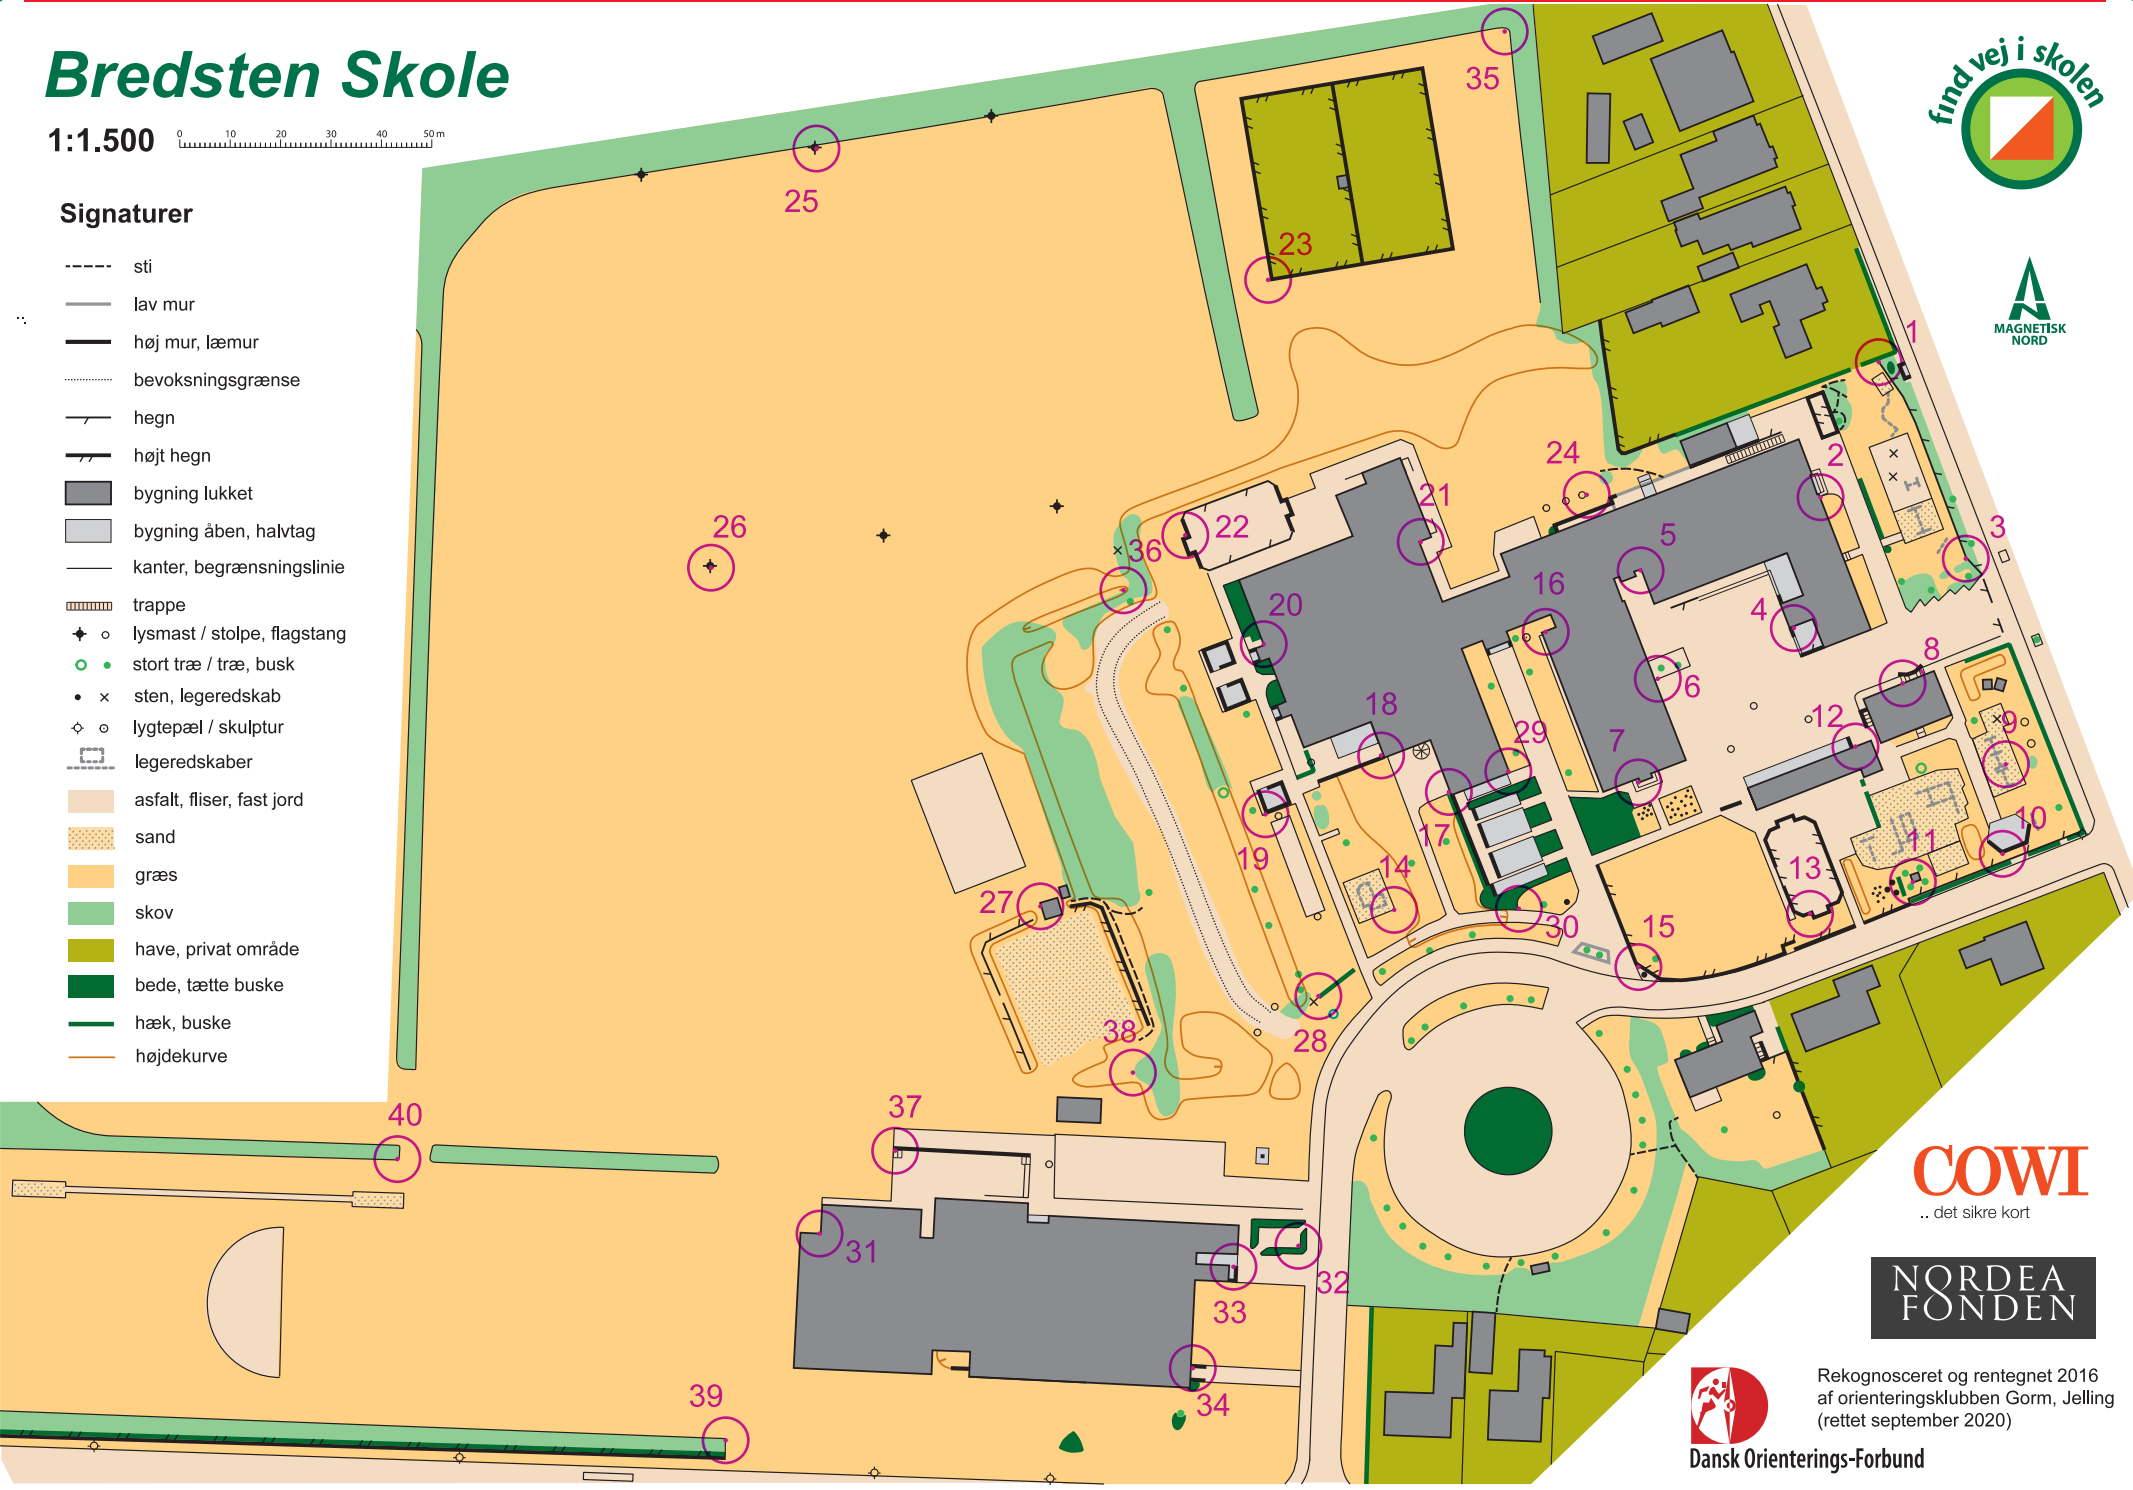 Bredsten Skole
1:1.500
0 10 20 30 40 50 m
Signaturer
sti
lav mur
høj mur, læmur
bevoksningsgrænse
hegn
højt hegn
bygning lukket
bygning åben, halvtag
kanter, begrænsningslinie
trappe
lysmast / stolpe, flagstang
stort træ / træ, busk
sten, legeredskab
lygtepæl / skulptur
legeredskaber
asfalt, fliser, fast jord
sand
græs
skov
have, privat område
bede, tætte buske
hæk, buske
højdekurve
find vej i skolen
MAGNETISK
NORD
35
25
23
1
24
2
21
22
26
36
5
3
16
20
4
6
8
18
29
7
12
9
17
19
14
13
11
10
27
30
15
28
38
37
40
31
32
33
34
39
COWI
.. det sikre kort
NORDEA
FONDEN
Rekognosceret og rentegnet 2016
af orienteringsklubben Gorm, Jelling
(rettet september 2020)
Dansk Orienterings-Forbund